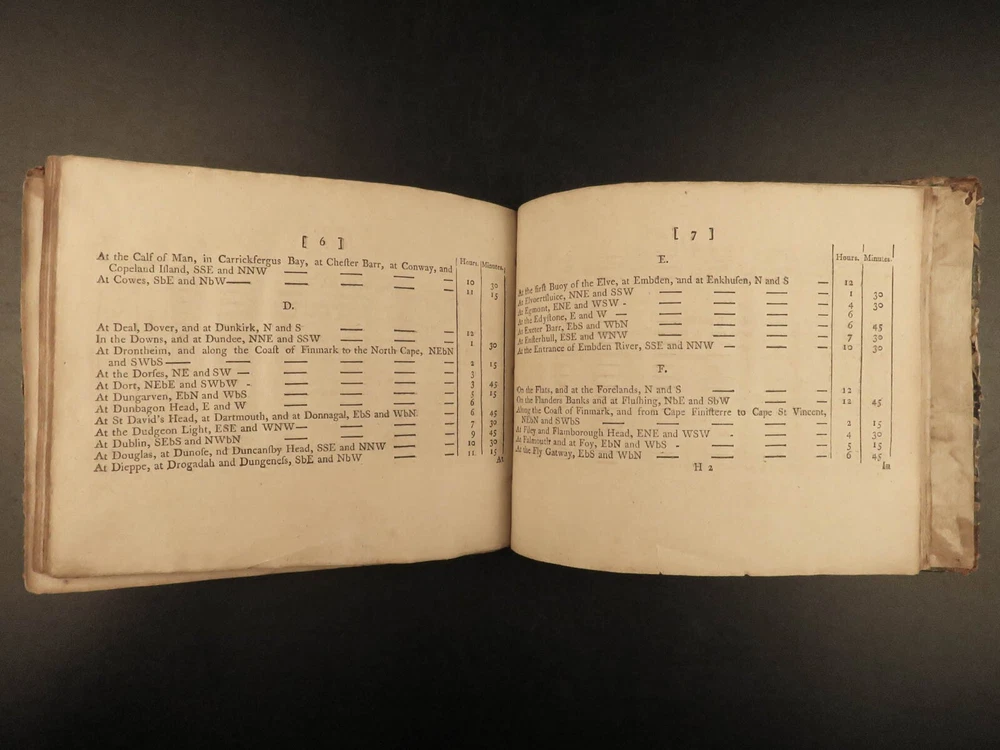 [ 6 ]
Hours. Minutes.
At the Calf of Man, in Carrickfergus Bay, at Cheſter Barr, at Conway, and
Copeland Iſland, SSE and NNW — — — — 10 30
At Cowes, SbE and NbW — — — — — 11 15
D.
At Deal, Dover, and at Dunkirk, N and S — — — 12
In the Downs, and at Dundee, NNE and SSW — — — 1 30
At Drontheim, and along the Coaſt of Finmark to the North Cape, NEbN
and SWbS — — — — — 2 15
At the Dorſes, NE and SW — — — — — 3
At Dort, NEbE and SWbW - — — — — 3 45
At Dungarven, EbN and WbS — — — — 5 15
At Dunbagon Head, E and W — — — — 6
At St David's Head, at Dartmouth, and at Donnagal, EbS and WbN — 6 45
At the Dudgeon Light, ESE and WNW — — — — 7 30
At Dublin, SEbS and NWbN — — — — 9 45
At Douglas, at Dunoſe, nd Duncanſby Head, SSE and NNW — — 10 30
At Dieppe, at Drogadah and Dungeneſs, SbE and NbW — — 11 15
At
[ 7 ]
Hours. Minutes.
E.
At the firſt Buoy of the Elve, at Embden, and at Enkhuſen, N and S — 12
At Elvoertſluice, NNE and SSW — — — — 1 30
At Egmont, ENE and WSW - — — — — 4 30
At the Edyſtone, E and W — — — — — 6
At Exeter Barr, EbS and WbN — — — — 6 45
At Eaſterhull, ESE and WNW — — — — 7 30
At the Entrance of Embden River, SSE and NNW — — — 10 30
F.
On the Flats, and at the Forelands, N and S — — — 12
On the Flanders Banks and at Fluſhing, NbE and SbW — — 12 45
Along the Coaſt of Finmark, and from Cape Finiſterre to Cape St Vincent,
NEbN and SWbS — — — — — 2 15
At Filey and Flamborough Head, ENE and WSW - — — 4 30
At Falmouth and at Foy, EbN and WbS - — — — 5 15
At the Fly Gatway, EbS and WbN — — — — 6 45
H 2
In